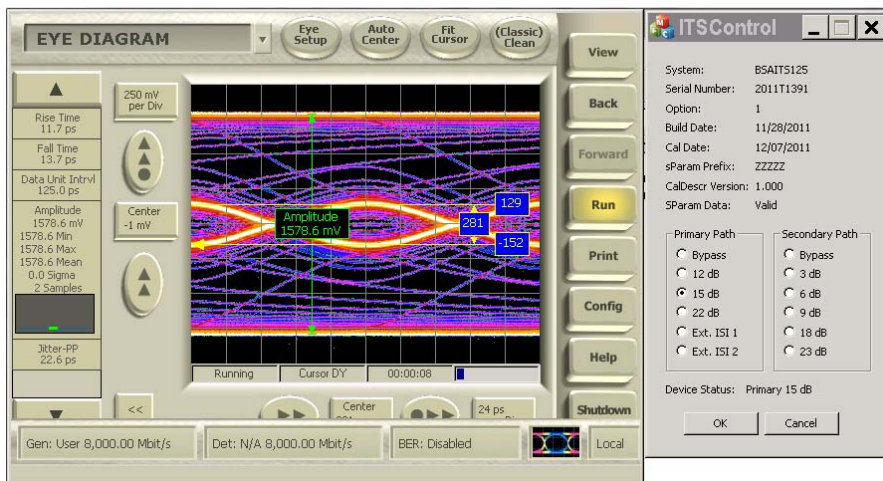 EYE DIAGRAM
Eye
Setup
Auto
Center
Fit
Cursor
(Classic)
Clean
View
Back
Forward
Run
Print
Config
Help
Shutdown
Rise Time
11.7 ps
Fall Time
13.7 ps
Data Unit Intrvl
125.0 ps
Amplitude
1578.6 mV
1578.6 Min
1578.6 Max
1578.6 Mean
0.0 Sigma
2 Samples
Jitter-PP
22.6 ps
250 mV
per Div
Center
-1 mV
<<
Amplitude
1578.6 mV
129
281
-152
Running
Cursor DY
00:00:08
Center
24 ps
Gen: User 8,000.00 Mbit/s
Det: N/A 8,000.00 Mbit/s
BER: Disabled
Local
ITSControl
System: BSAITS125
Serial Number: 2011T1391
Option: 1
Build Date: 11/28/2011
Cal Date: 12/07/2011
sParam Prefix: ZZZZZ
CalDescr Version: 1.000
SParam Data: Valid
Primary Path
Bypass
12 dB
15 dB
22 dB
Ext. ISI 1
Ext. ISI 2
Secondary Path
Bypass
3 dB
6 dB
9 dB
18 dB
23 dB
Device Status: Primary 15 dB
OK
Cancel